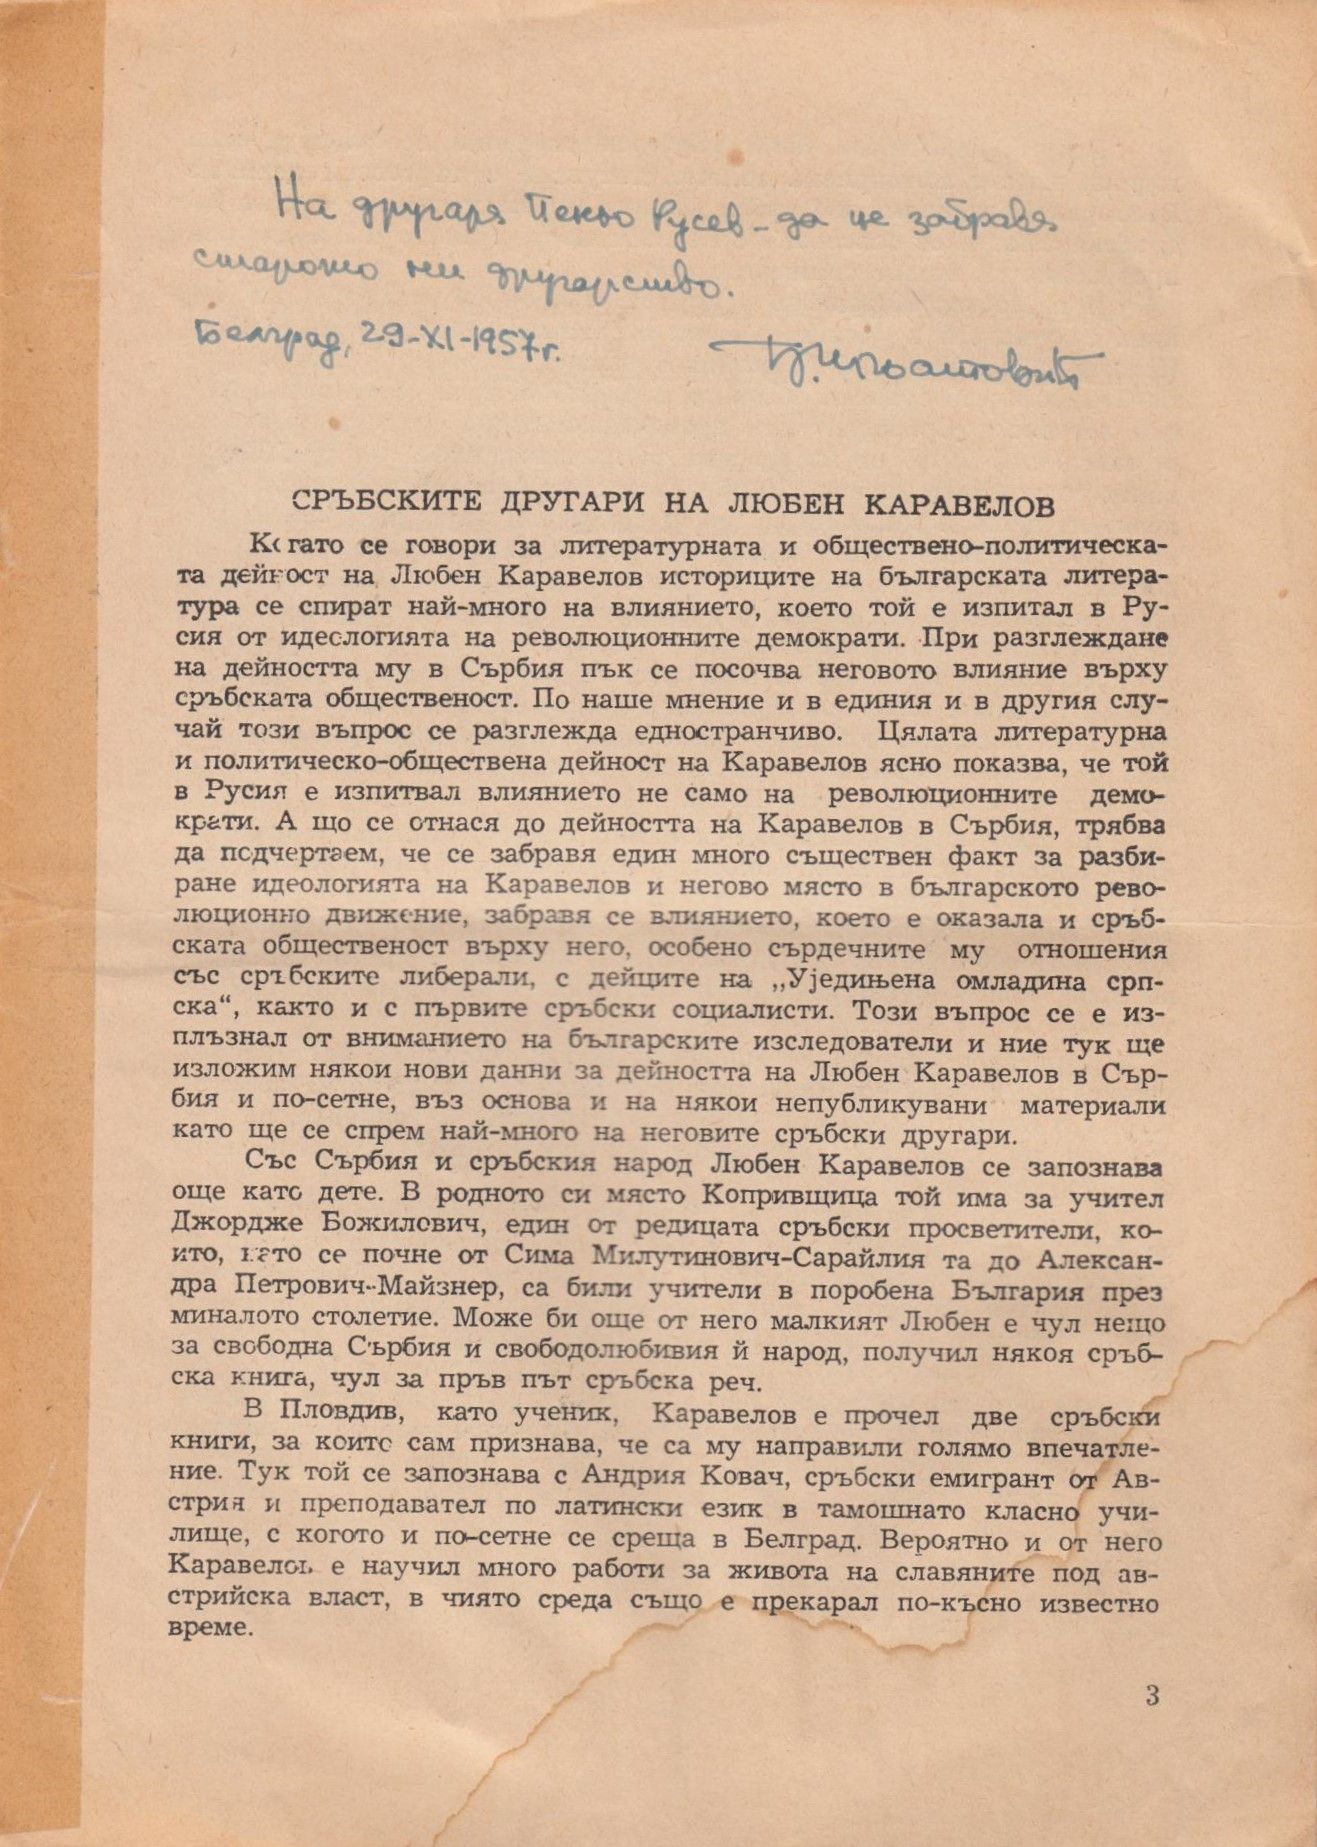 На другаря Пенъо Русев – да не забравя
старото ни другарство.
Белград, 29-XI-1957 г.
СРЪБСКИТЕ ДРУГАРИ НА ЛЮБЕН КАРАВЕЛОВ
Когато се говори за литературната и обществено-политическа-
та дейност на Любен Каравелов историците на българската литера-
тура се спират най-много на влиянието, което той е изпитал в Ру-
сия от идеологията на революционните демократи. При разглеждане
на дейността му в Сърбия пък се посочва неговото влияние върху
сръбската общественост. По наше мнение и в единия и в другия слу-
чай този въпрос се разглежда едностранчиво. Цялата литературна
и политическо-обществена дейност на Каравелов ясно показва, че той
в Русия е изпитвал влиянието не само на революционните демо-
крати. А що се отнася до дейността на Каравелов в Сърбия, трябва
да подчертаем, че се забравя един много съществен факт за разби-
ране идеологията на Каравелов и негово място в българското рево-
люционно движение, забравя се влиянието, което е оказала и сръб-
ската общественост върху него, особено сърдечните му отношения
със сръбските либерали, с дейците на „Уједињена омладина срп-
ска“, както и с първите сръбски социалисти. Този въпрос се е из-
плъзнал от вниманието на българските изследователи и ние тук ще
изложим някои нови данни за дейността на Любен Каравелов в Сър-
бия и по-сетне, въз основа и на някои непубликувани материали
като ще се спрем най-много на неговите сръбски другари.
Със Сърбия и сръбския народ Любен Каравелов се запознава
още като дете. В родното си място Копривщица той има за учител
Джордже Божилович, един от редицата сръбски просветители, ко-
ито, като се почне от Сима Милутинович-Сарайлия та до Алексан-
дра Петрович-Майзнер, са били учители в поробена България през
миналото столетие. Може би още от него малкият Любен е чул нещо
за свободна Сърбия и свободолюбивия й народ, получил някоя сръб-
ска книга, чул за пръв път сръбска реч.
В Пловдив, като ученик, Каравелов е прочел две сръбски
книги, за които сам признава, че са му направили голямо впечатле-
ние. Тук той се запознава с Андрия Ковач, сръбски емигрант от Ав-
стрия и преподавател по латински език в тамошнато класно учи-
лище, с когото и по-сетне се среща в Белград. Вероятно и от него
Каравелов е научил много работи за живота на славяните под ав-
стрийска власт, в чиято среда също е прекарал по-късно известно
време.
3